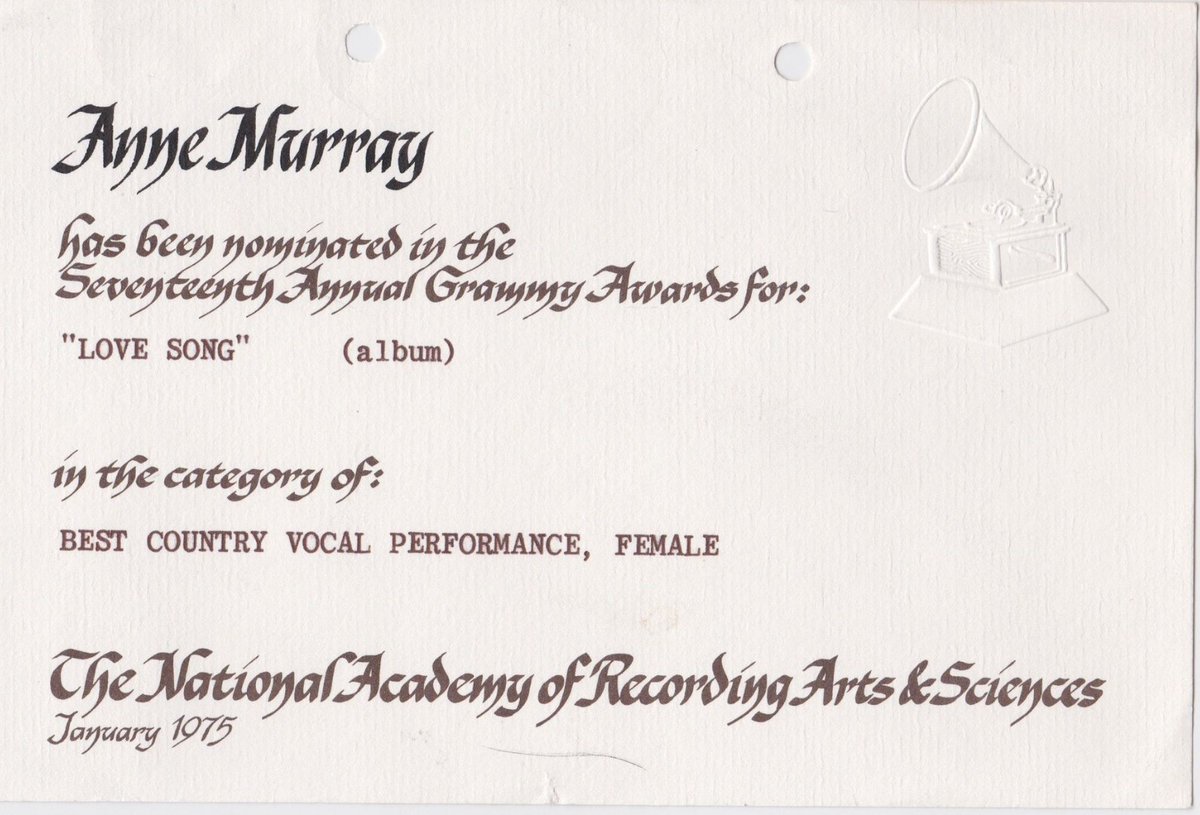 Anne Murray
has been nominated in the
Seventeenth Annual Grammy Awards for:
"LOVE SONG" (album)
in the category of:
BEST COUNTRY VOCAL PERFORMANCE, FEMALE
The National Academy of Recording Arts & Sciences
January 1975